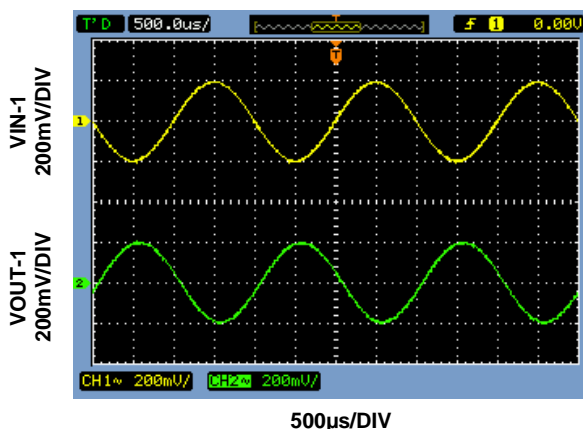 T'D 500.0us/ T 1 0.00V
T
VIN-1
200mV/DIV
1
VOUT-1
200mV/DIV
2
CH1~ 200mV/ CH2~ 200mV/
500µs/DIV